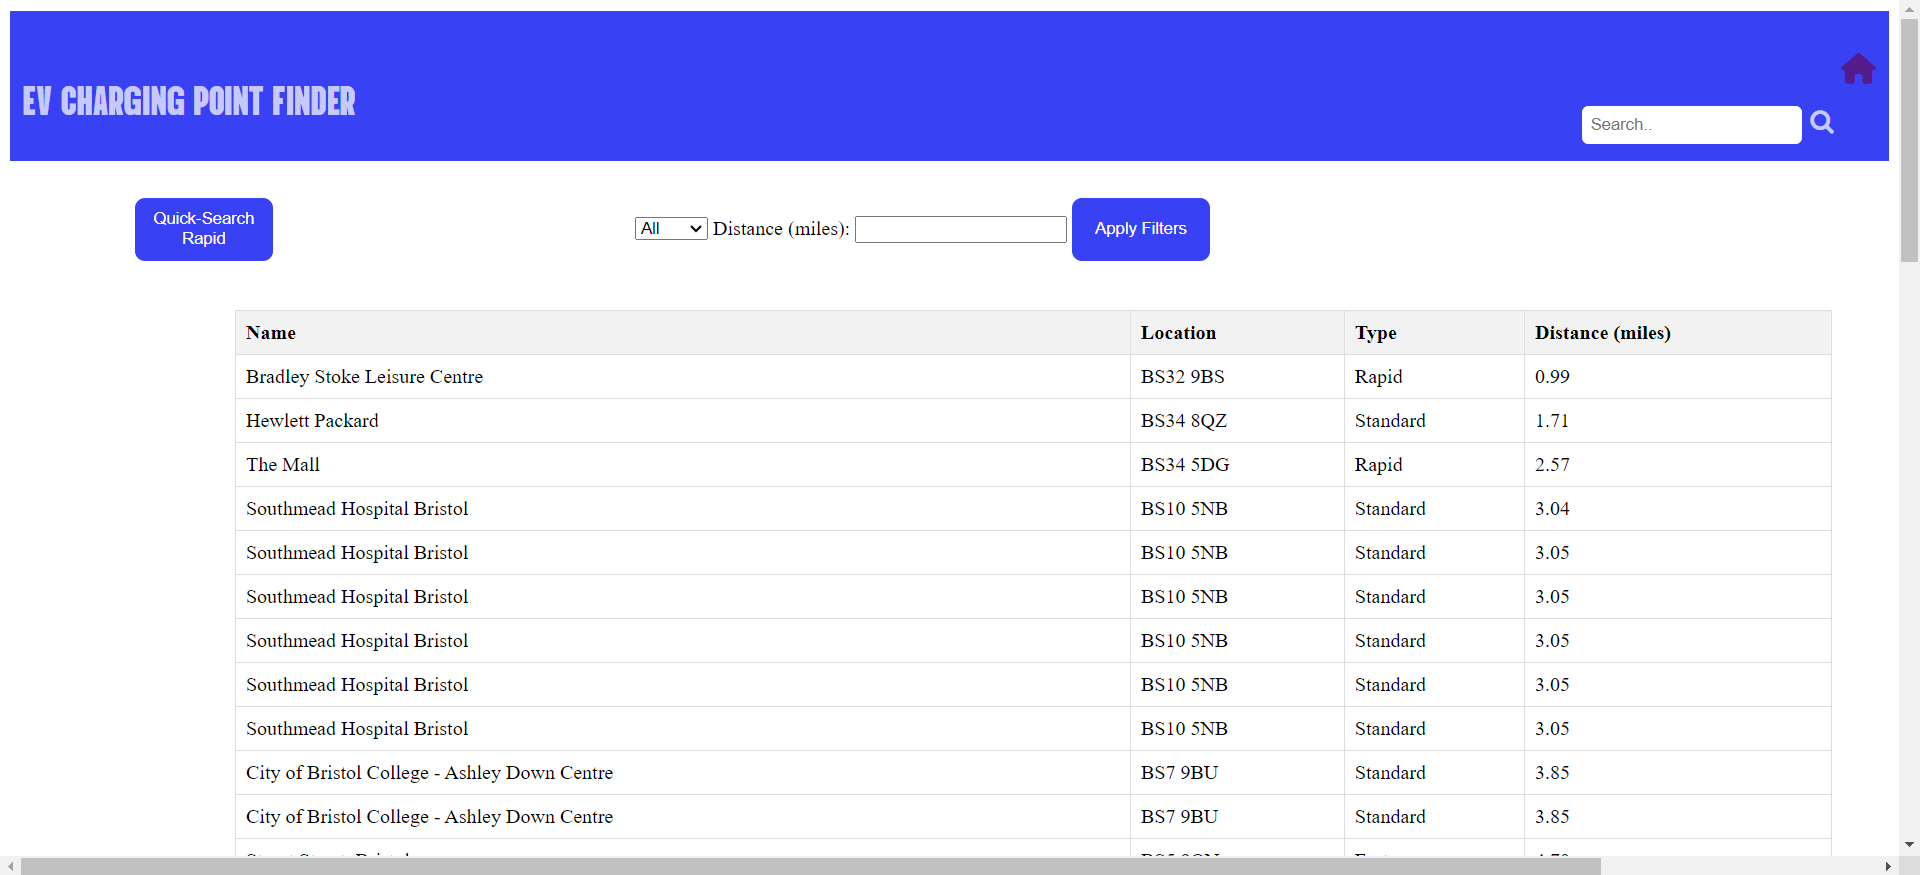 EV CHARGING POINT FINDER
Search..
Quick-Search
Rapid
All Distance (miles): Apply Filters
Name Location Type Distance (miles)
Bradley Stoke Leisure Centre BS32 9BS Rapid 0.99
Hewlett Packard BS34 8QZ Standard 1.71
The Mall BS34 5DG Rapid 2.57
Southmead Hospital Bristol BS10 5NB Standard 3.04
Southmead Hospital Bristol BS10 5NB Standard 3.05
Southmead Hospital Bristol BS10 5NB Standard 3.05
Southmead Hospital Bristol BS10 5NB Standard 3.05
Southmead Hospital Bristol BS10 5NB Standard 3.05
Southmead Hospital Bristol BS10 5NB Standard 3.05
City of Bristol College - Ashley Down Centre BS7 9BU Standard 3.85
City of Bristol College - Ashley Down Centre BS7 9BU Standard 3.85